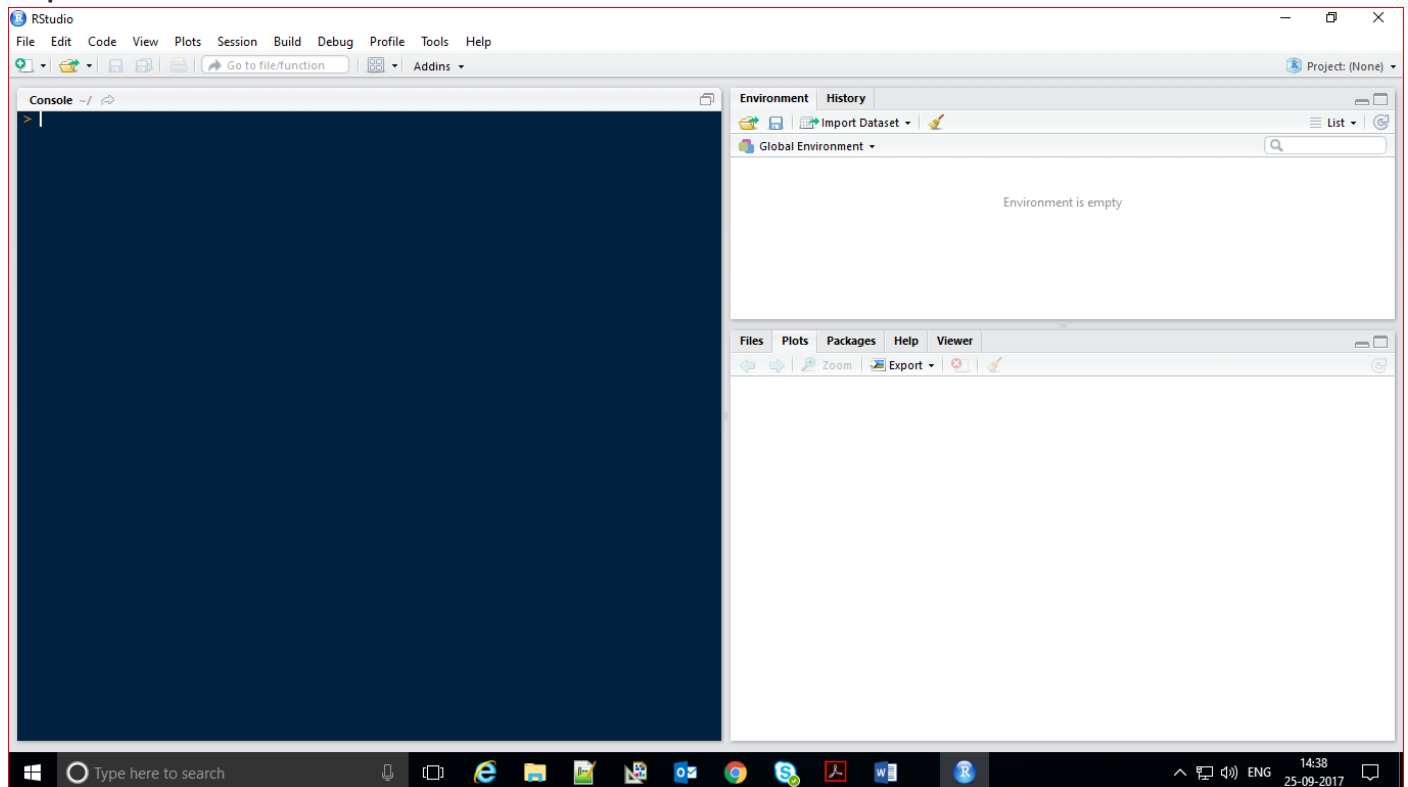 RStudio
File Edit Code View Plots Session Build Debug Profile Tools Help
Go to file/function Addins Project: (None)
Console ~/
>
Environment History
Import Dataset List
Global Environment
Environment is empty
Files Plots Packages Help Viewer
Zoom Export
Type here to search
ENG 14:38
25-09-2017